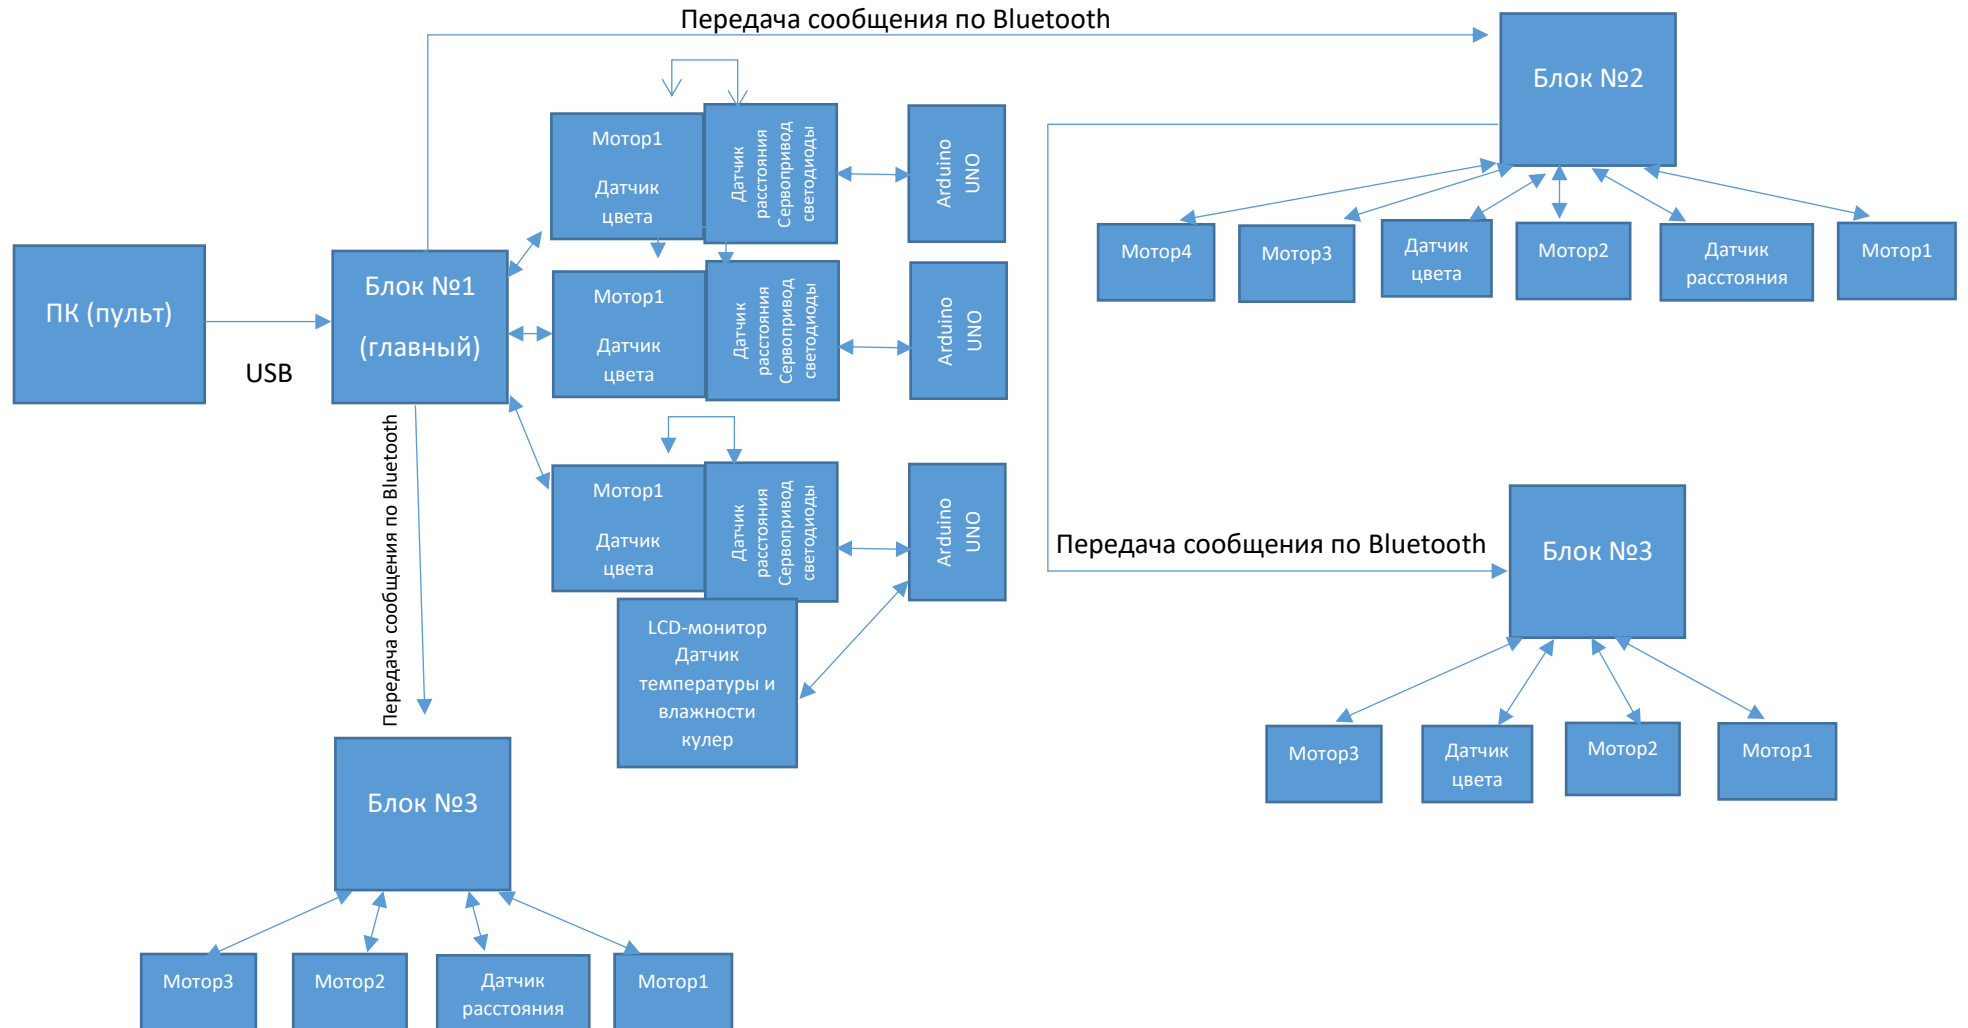 Передача сообщения по Bluetooth
Блок №2
Мотор1
Датчик
цвета
Датчик
расстояния
Сервопривод
светодиоды
Arduino
UNO
Мотор4
Мотор3
Датчик
цвета
Мотор2
Датчик
расстояния
Мотор1
ПК (пульт)
USB
Блок №1
(главный)
Мотор1
Датчик
цвета
Датчик
расстояния
Сервопривод
светодиоды
Arduino
UNO
Передача сообщения по Bluetooth
Мотор1
Датчик
цвета
Датчик
расстояния
Сервопривод
светодиоды
Arduino
UNO
Передача сообщения по Bluetooth
Блок №3
LCD-монитор
Датчик
температуры и
влажности
кулер
Мотор3
Датчик
цвета
Мотор2
Мотор1
Блок №3
Мотор3
Мотор2
Датчик
расстояния
Мотор1